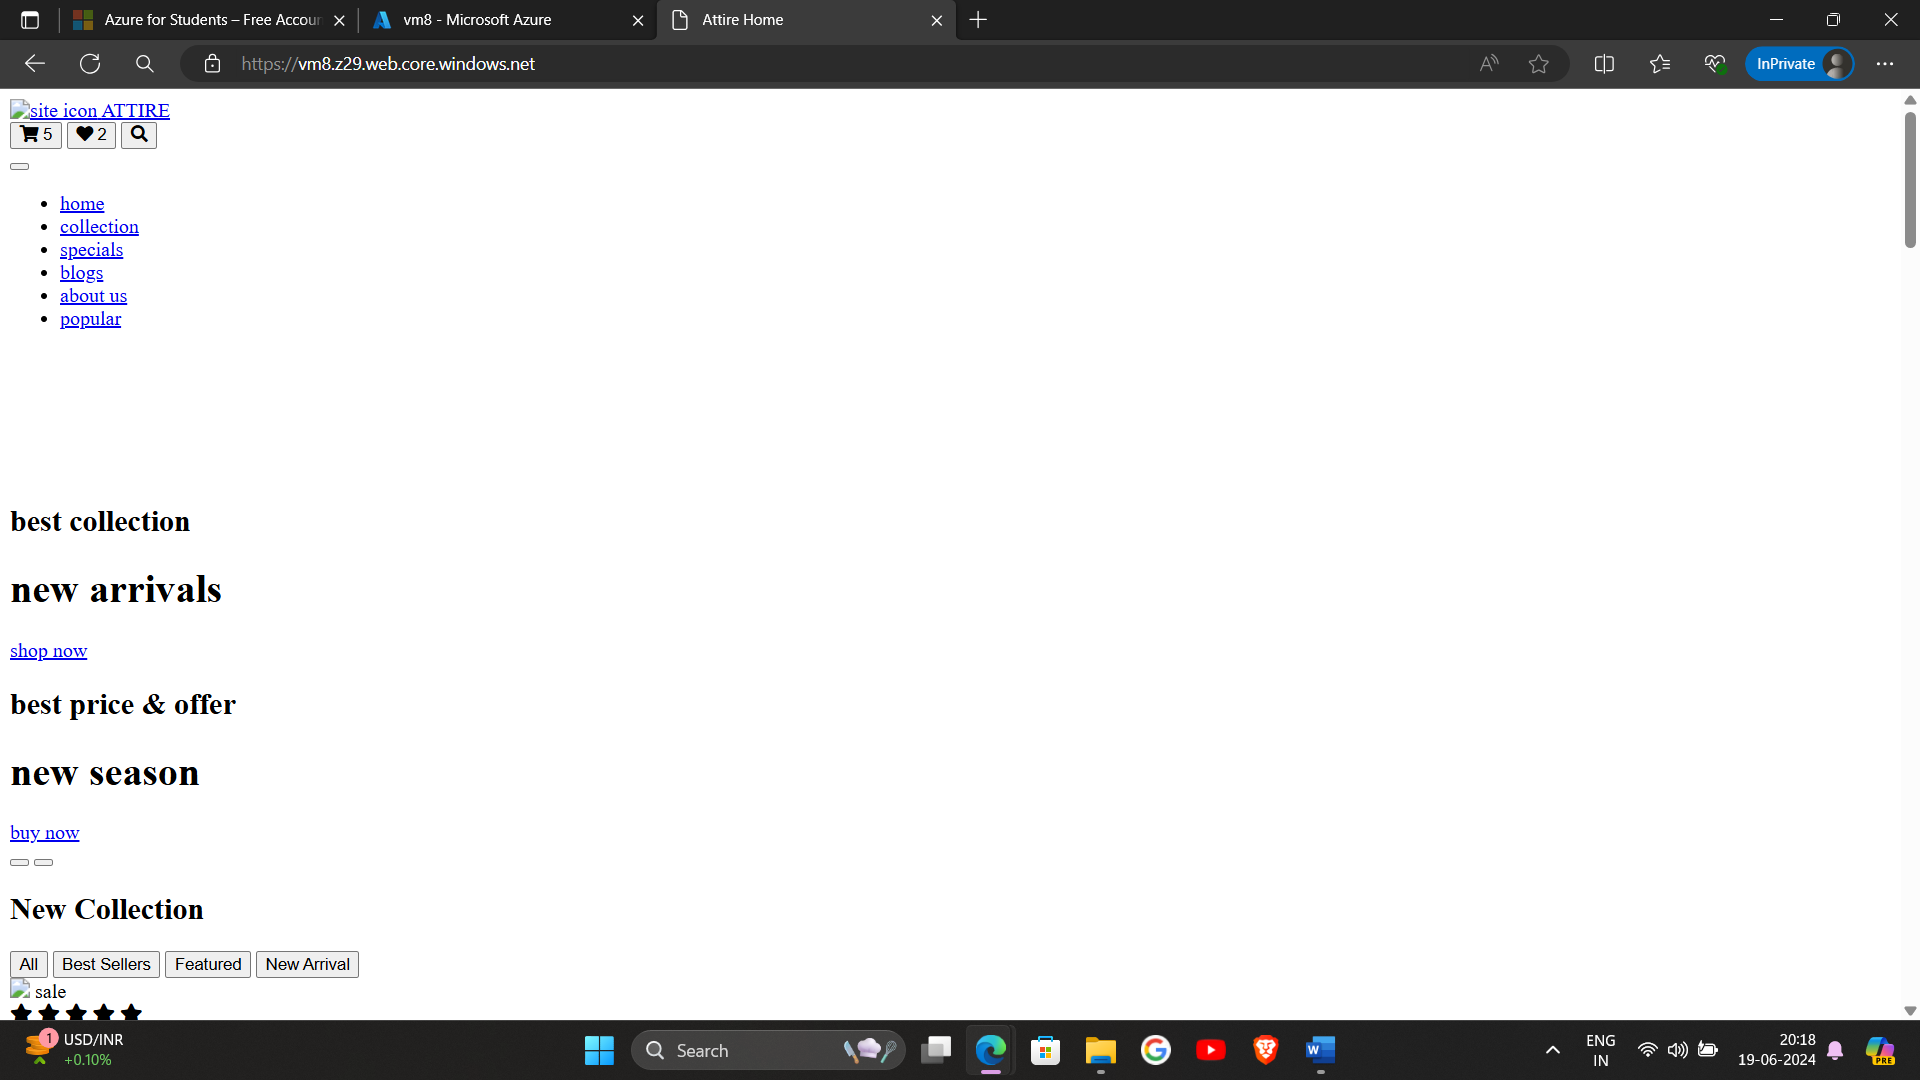 Azure for Students – Free Accoun
vm8 - Microsoft Azure
Attire Home
https://vm8.z29.web.core.windows.net
InPrivate
site icon ATTIRE
5 2
home
collection
specials
blogs
about us
popular
best collection
new arrivals
shop now
best price & offer
new season
buy now
New Collection
All Best Sellers Featured New Arrival
sale
1 USD/INR
+0.10%
Search
W
ENG
IN
20:18
19-06-2024
PRE